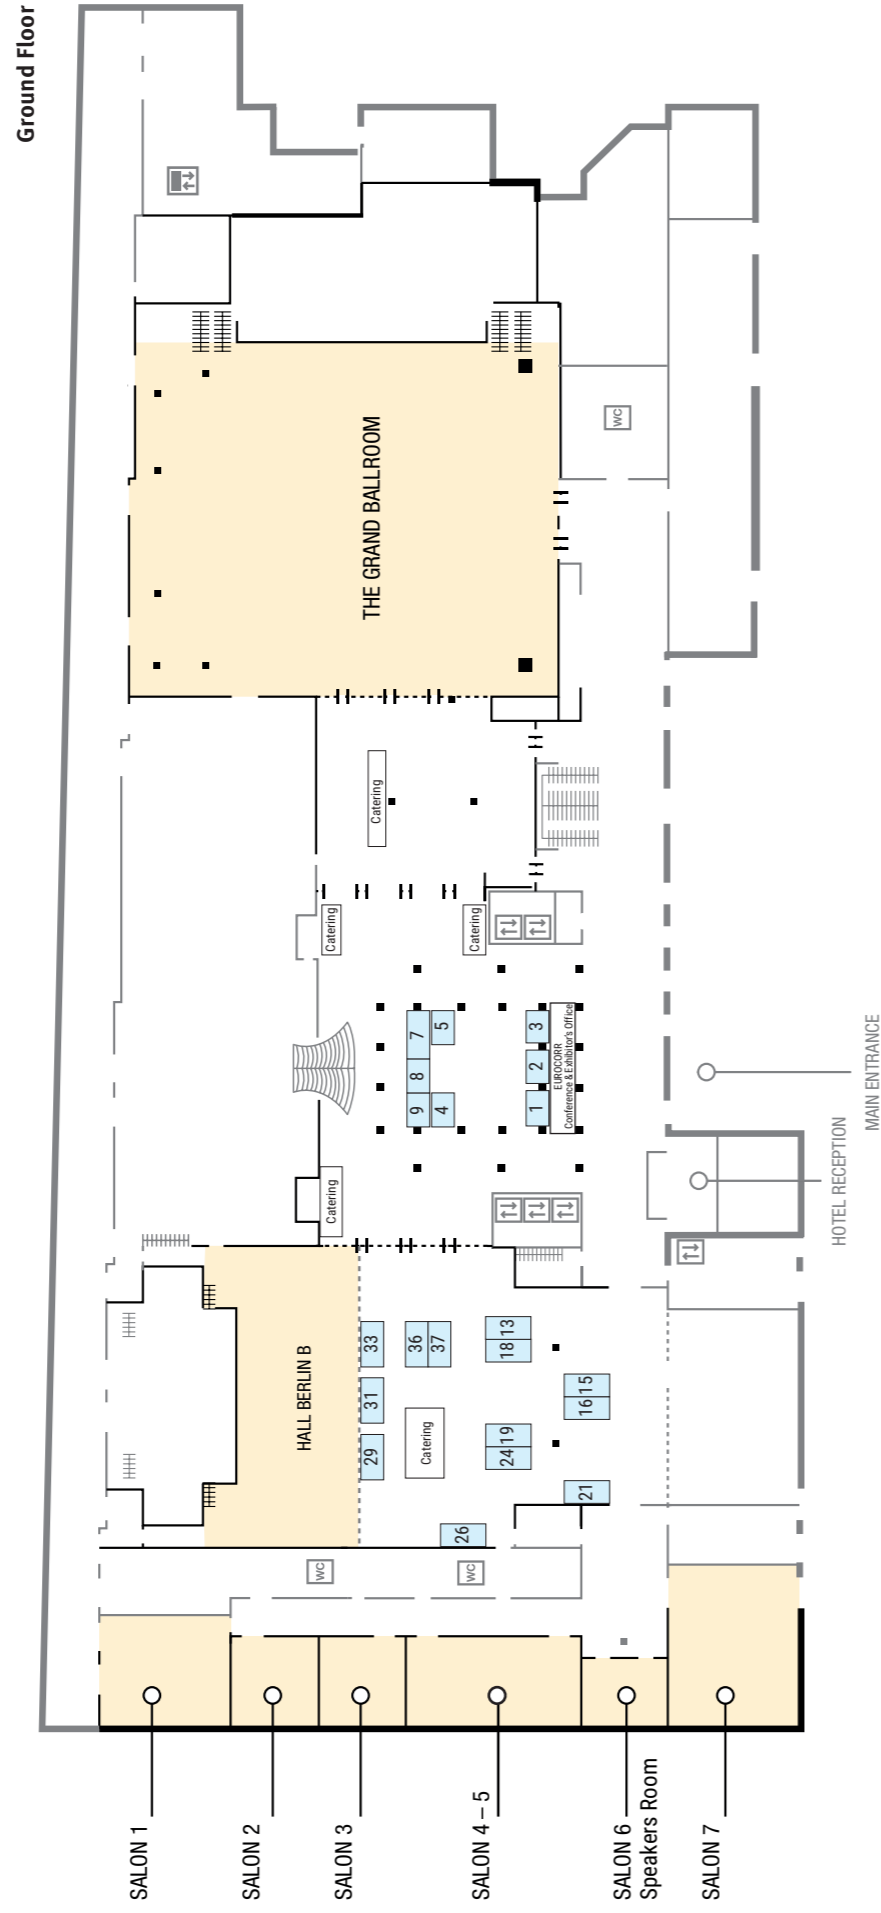 Ground Floor
THE GRAND BALLROOM
WC
Catering
Catering
Catering
7
5
8
9
4
3
2
1
EUROCORR
Conference & Exhibitor's Office
MAIN ENTRANCE
HOTEL RECEPTION
Catering
HALL BERLIN B
33
31
29
36
37
Catering
18
13
16
15
24
19
21
26
WC
WC
SALON 1
SALON 2
SALON 3
SALON 4 – 5
SALON 6
Speakers Room
SALON 7